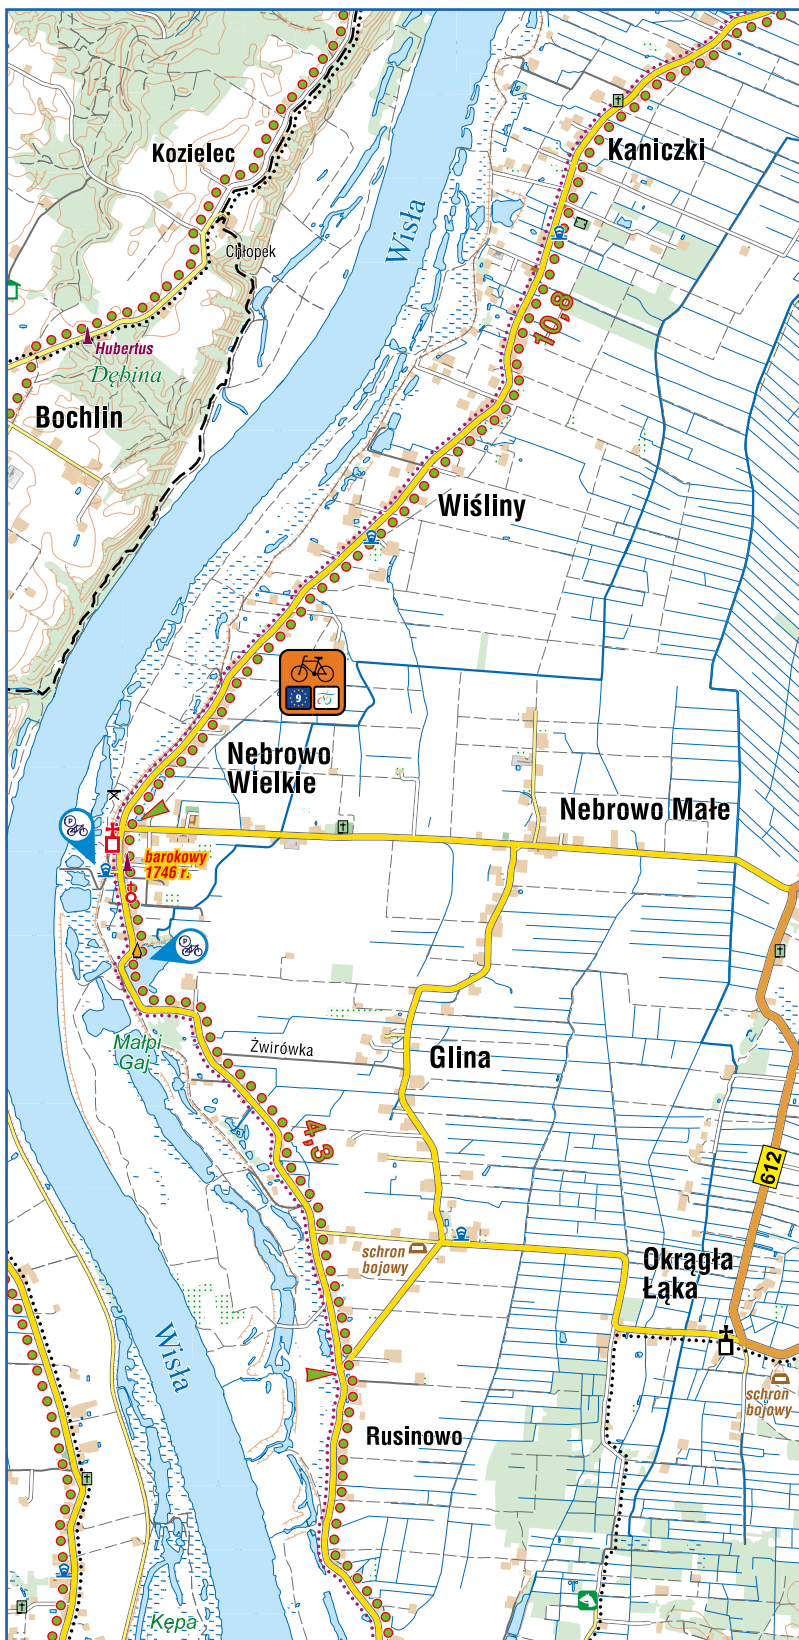 Kozielec
Kaniczki
Wisła
Chłopek
10,8
Hubertus
Dębina
Bochlin
Wiśliny
9
Nebrowo
Wielkie
Nebrowo Małe
P
barokowy
1746 r.
P
Małpi
Gaj
Żwirówka
Glina
4,3
612
schron
bojowy
Okrągła
Łąka
Wisła
schron
bojowy
Rusinowo
Kępa